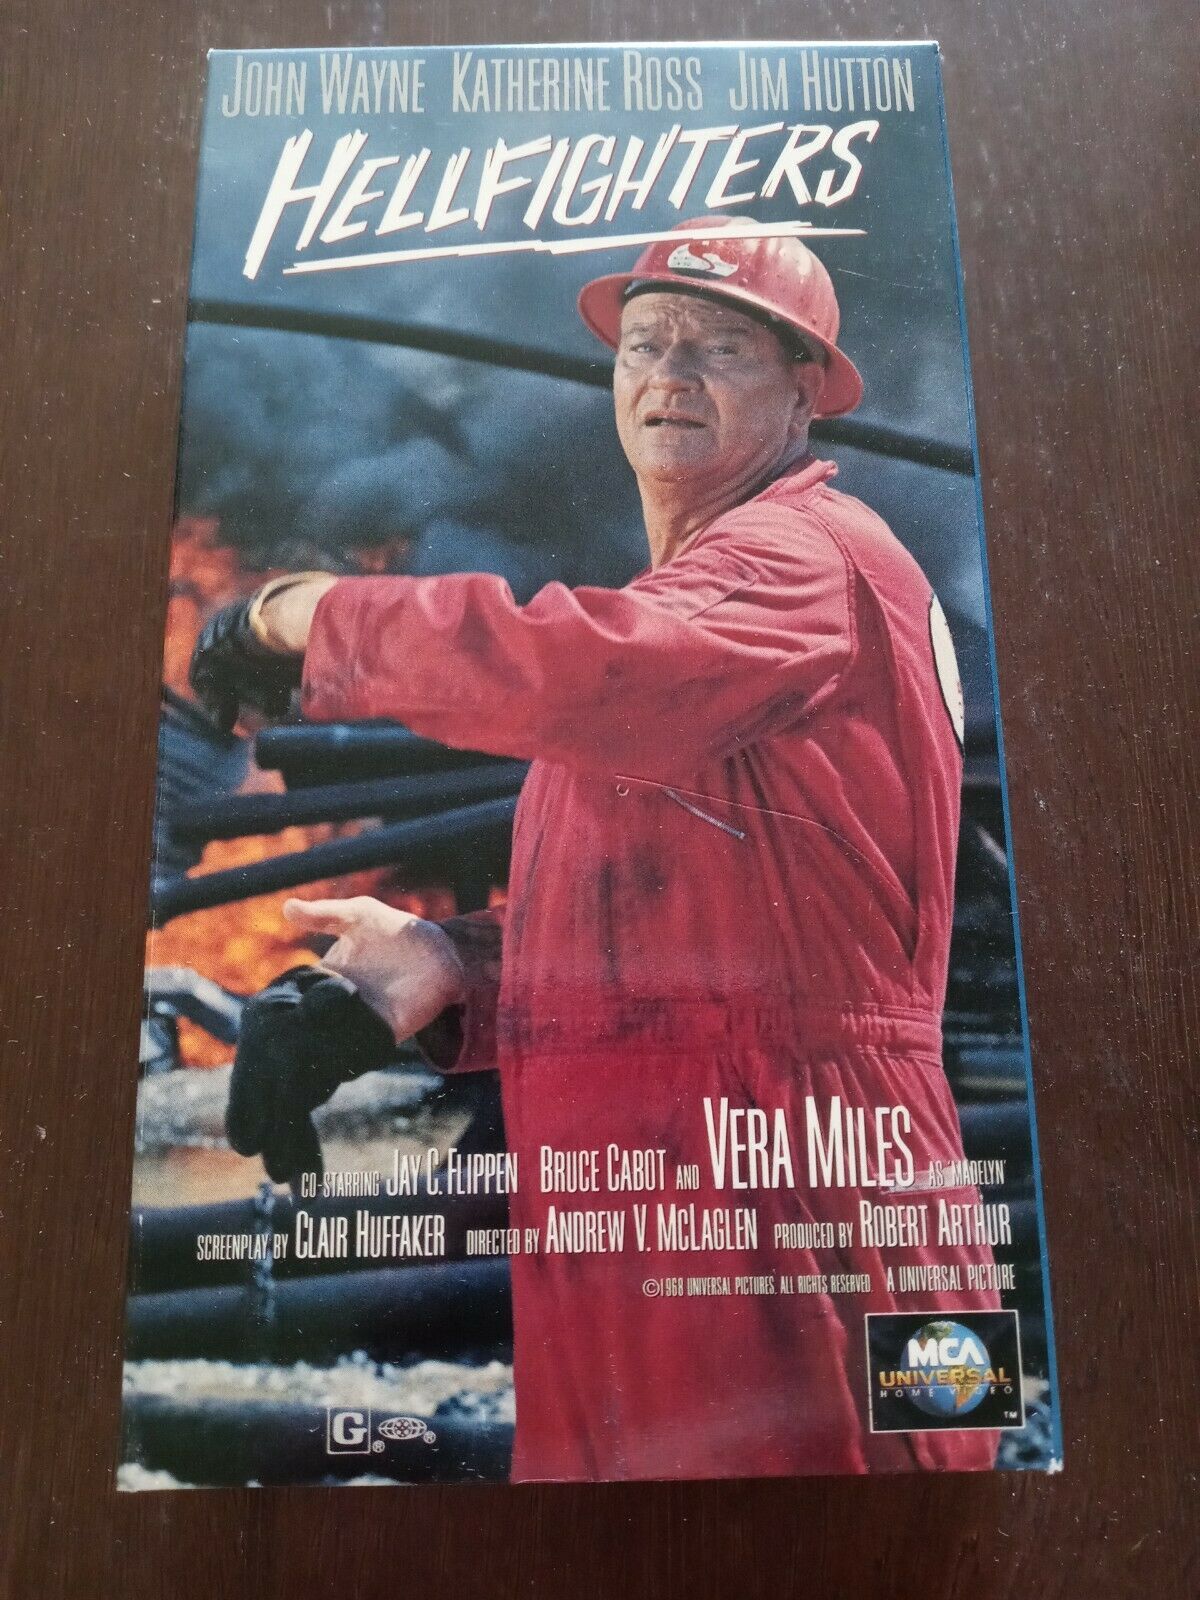 JOHN WAYNE KATHERINE ROSS JIM HUTTON
HELLFIGHTERS
CO-STARRING JAY C. FLIPPEN BRUCE CABOT AND VERA MILES AS 'MADELYN'
SCREENPLAY BY CLAIR HUFFAKER DIRECTED BY ANDREW V. MCLAGLEN PRODUCED BY ROBERT ARTHUR
©1968 UNIVERSAL PICTURES. ALL RIGHTS RESERVED. A UNIVERSAL PICTURE
MCA
UNIVERSAL
HOME VIDEO
TM
G ® ®